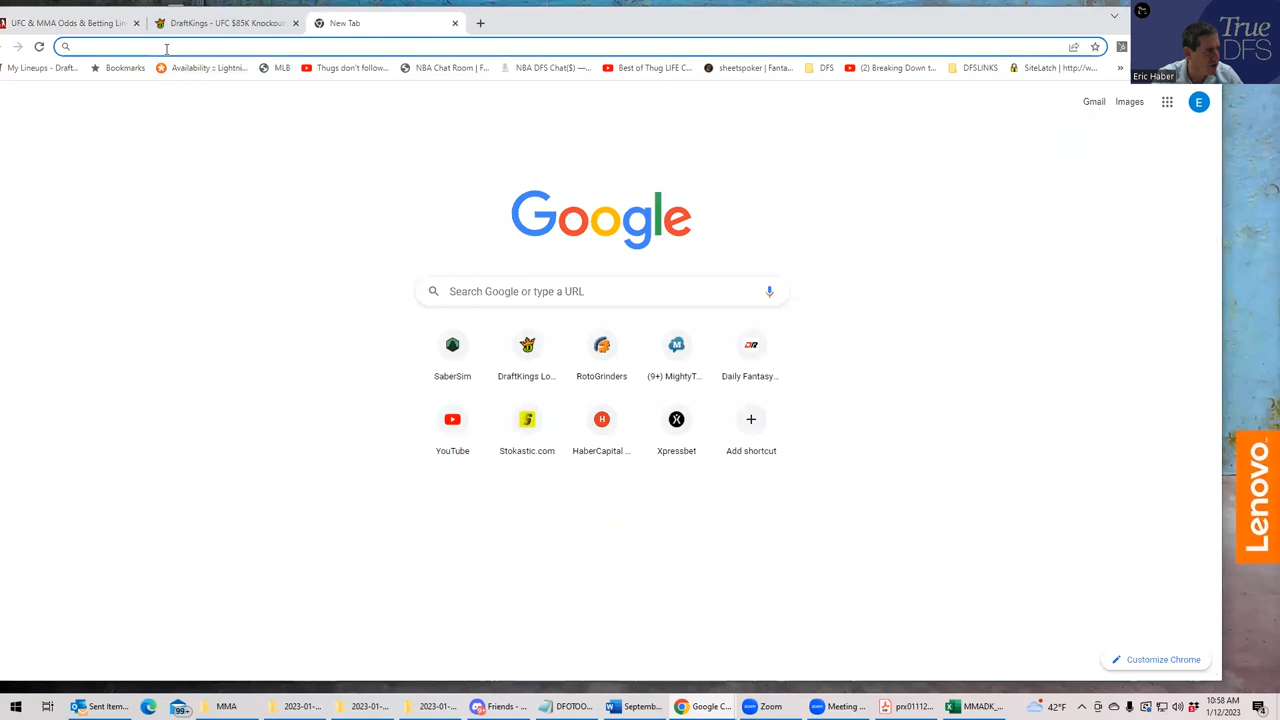 UFC & MMA Odds & Betting Lin
DraftKings - UFC $85K Knockout
New Tab
My Lineups - Draft...
Bookmarks
Availability :: Lightni...
MLB
Thugs don't follow...
NBA Chat Room | F...
NBA DFS Chat($) —...
Best of Thug LIFE C...
sheetspoker | Fanta...
DFS
(2) Breaking Down t...
DFSLINKS
SiteLatch | http://w...
»
True
DFS
Eric Haber
Gmail
Images
E
Google
Search Google or type a URL
SaberSim
DraftKings Lo...
RotoGrinders
(9+) MightyT...
Daily Fantasy...
YouTube
Stokastic.com
HaberCapital ...
Xpressbet
Add shortcut
Lenovo
Customize Chrome
Sent Item...
99+
MMA
2023-01-...
2023-01-...
2023-01-...
Friends - ...
DFOTOO...
Septemb...
Google C...
Zoom
Meeting ...
prx01112...
MMADK_...
42°F
10:58 AM
1/12/2023